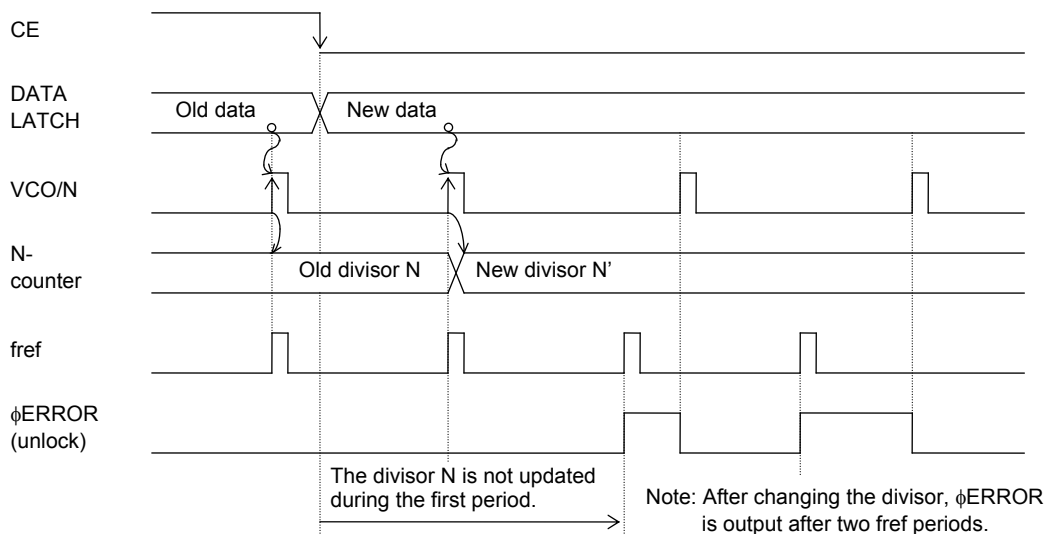 CE
DATA
LATCH
Old data
New data
VCO/N
N-
counter
Old divisor N
New divisor N’
fref
ϕERROR
(unlock)
The divisor N is not updated
during the first period.
Note: After changing the divisor, ϕERROR
is output after two fref periods.